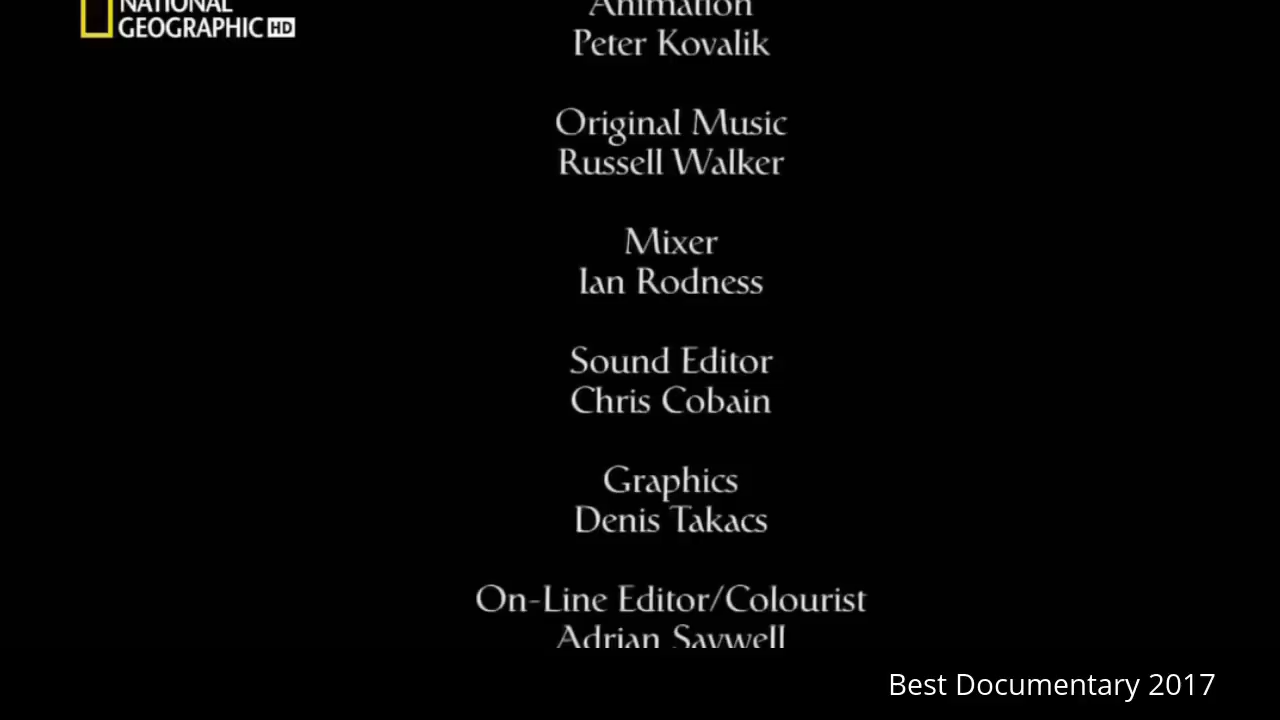 NATIONAL
GEOGRAPHIC HD
Animation
Peter Kovalik
Original Music
Russell Walker
Mixer
Ian Rodness
Sound Editor
Chris Cobain
Graphics
Denis Takacs
On-Line Editor/Colourist
Adrian Saywell
Best Documentary 2017